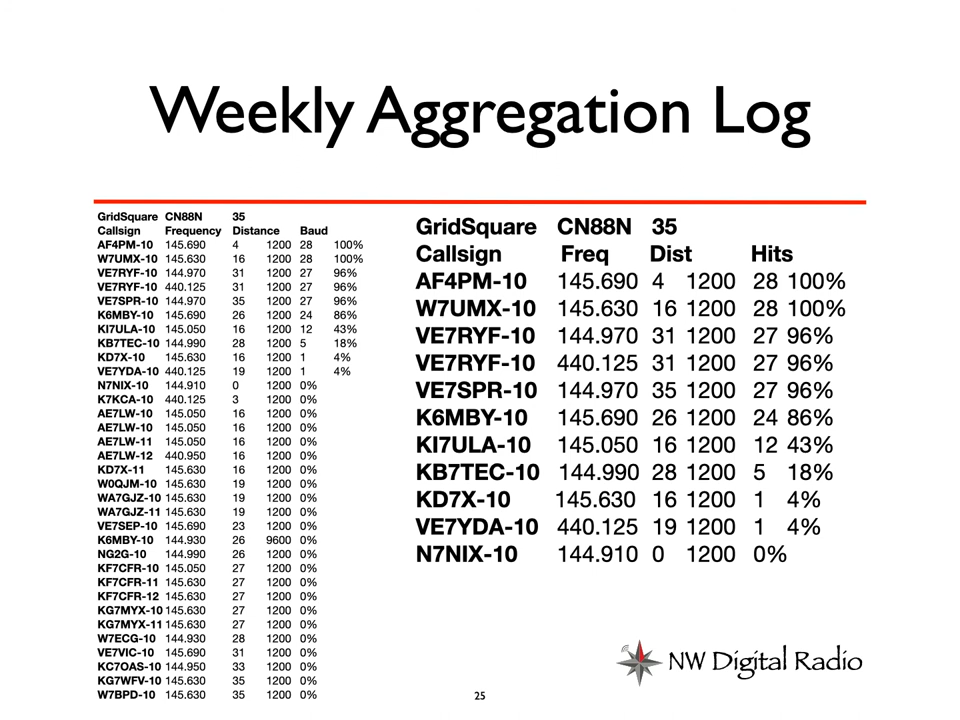 Weekly Aggregation Log
GridSquare CN88N 35
Callsign Frequency Distance Baud
AF4PM-10 145.690 4 1200 28 100%
W7UMX-10 145.630 16 1200 28 100%
VE7RYF-10 144.970 31 1200 27 96%
VE7RYF-10 440.125 31 1200 27 96%
VE7SPR-10 144.970 35 1200 27 96%
K6MBY-10 145.690 26 1200 24 86%
KI7ULA-10 145.050 16 1200 12 43%
KB7TEC-10 144.990 28 1200 5 18%
KD7X-10 145.630 16 1200 1 4%
VE7YDA-10 440.125 19 1200 1 4%
N7NIX-10 144.910 0 1200 0%
K7KCA-10 440.125 3 1200 0%
AE7LW-10 145.050 16 1200 0%
AE7LW-10 145.050 16 1200 0%
AE7LW-11 145.050 16 1200 0%
AE7LW-12 440.950 16 1200 0%
KD7X-11 145.630 16 1200 0%
W0QJM-10 145.630 19 1200 0%
WA7GJZ-10 145.630 19 1200 0%
WA7GJZ-11 145.630 19 1200 0%
VE7SEP-10 145.690 23 1200 0%
K6MBY-10 144.930 26 9600 0%
NG2G-10 144.990 26 1200 0%
KF7CFR-10 145.050 27 1200 0%
KF7CFR-11 145.630 27 1200 0%
KF7CFR-12 145.630 27 1200 0%
KG7MYX-10 145.630 27 1200 0%
KG7MYX-11 145.630 27 1200 0%
W7ECG-10 144.930 28 1200 0%
VE7VIC-10 145.690 31 1200 0%
KC7OAS-10 144.950 33 1200 0%
KG7WFV-10 145.630 35 1200 0%
W7BPD-10 145.630 35 1200 0%
GridSquare CN88N 35
Callsign Freq Dist Hits
AF4PM-10 145.690 4 1200 28 100%
W7UMX-10 145.630 16 1200 28 100%
VE7RYF-10 144.970 31 1200 27 96%
VE7RYF-10 440.125 31 1200 27 96%
VE7SPR-10 144.970 35 1200 27 96%
K6MBY-10 145.690 26 1200 24 86%
KI7ULA-10 145.050 16 1200 12 43%
KB7TEC-10 144.990 28 1200 5 18%
KD7X-10 145.630 16 1200 1 4%
VE7YDA-10 440.125 19 1200 1 4%
N7NIX-10 144.910 0 1200 0%
NW Digital Radio
25